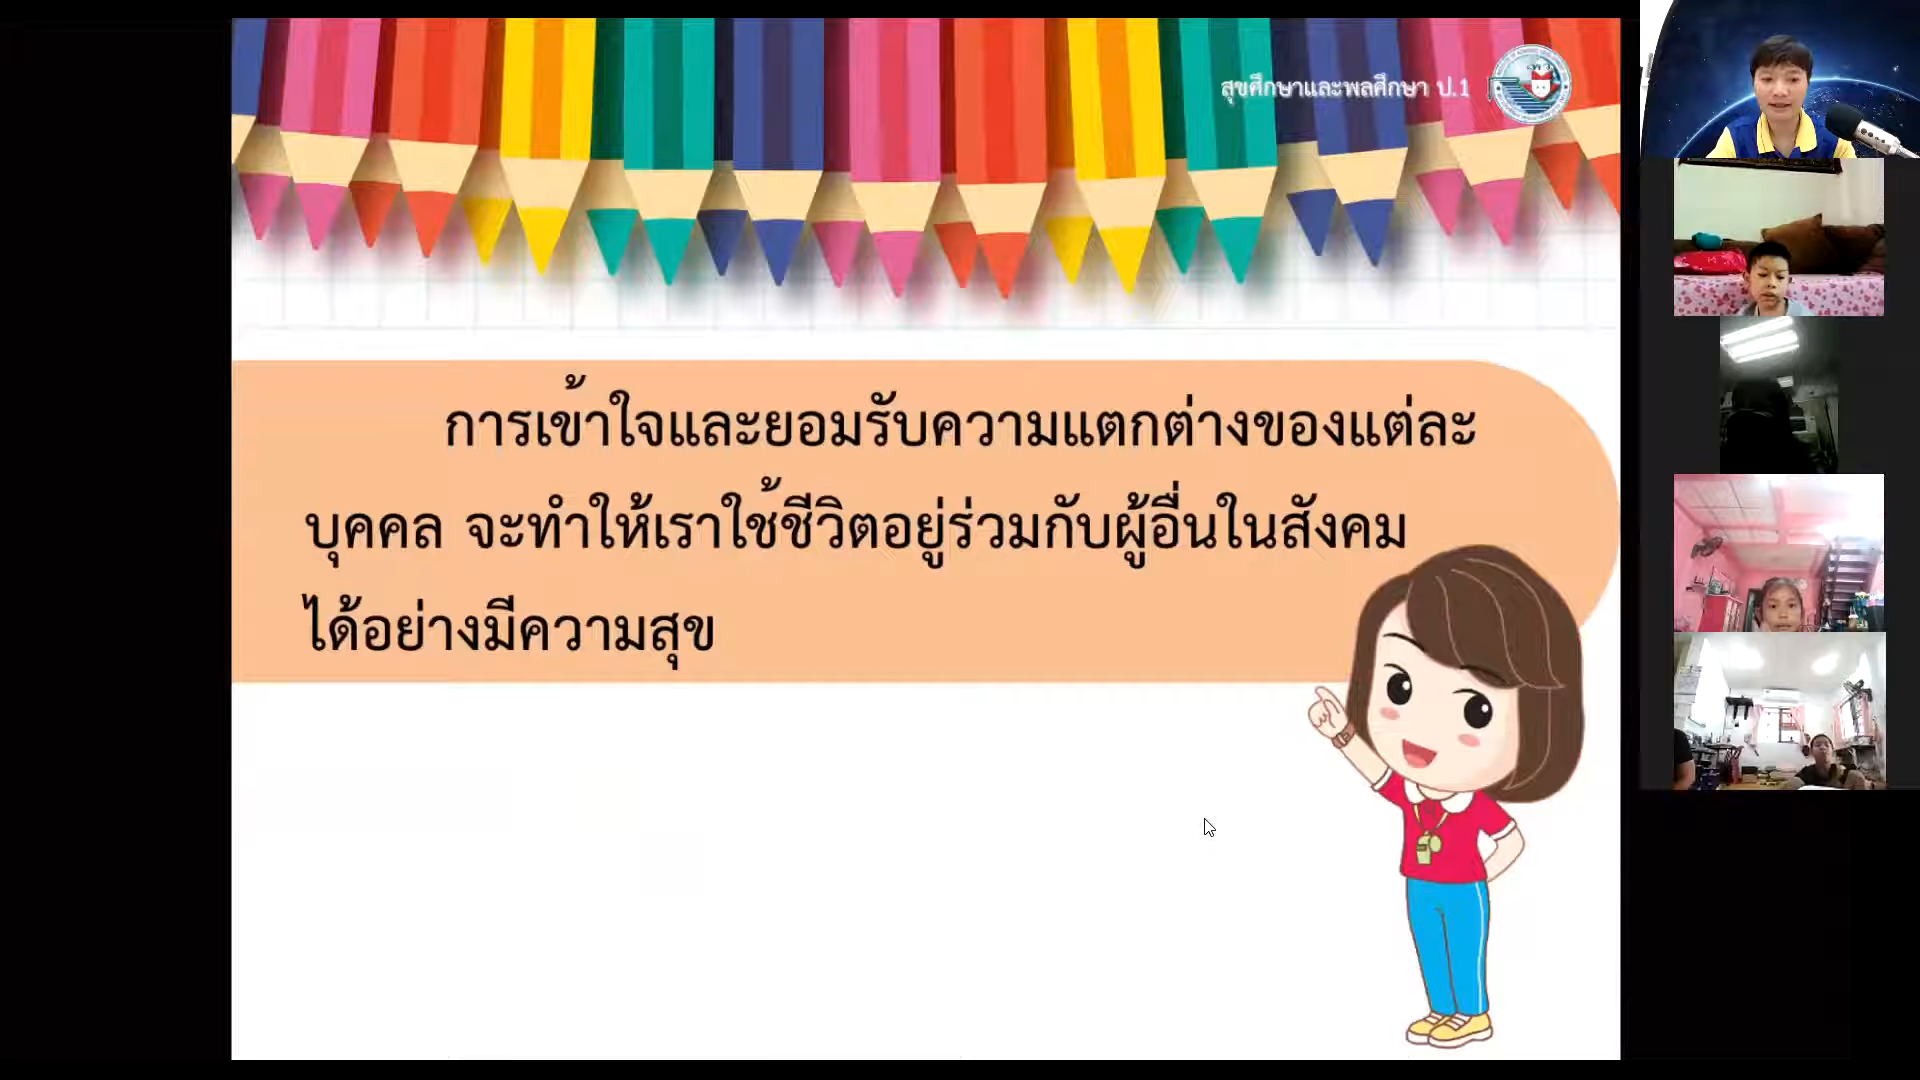 สุขศึกษาและพลศึกษา ป.1
การเข้าใจและยอมรับความแตกต่างของแต่ละ
บุคคล จะทำให้เราใช้ชีวิตอยู่ร่วมกับผู้อื่นในสังคม
ได้อย่างมีความสุข